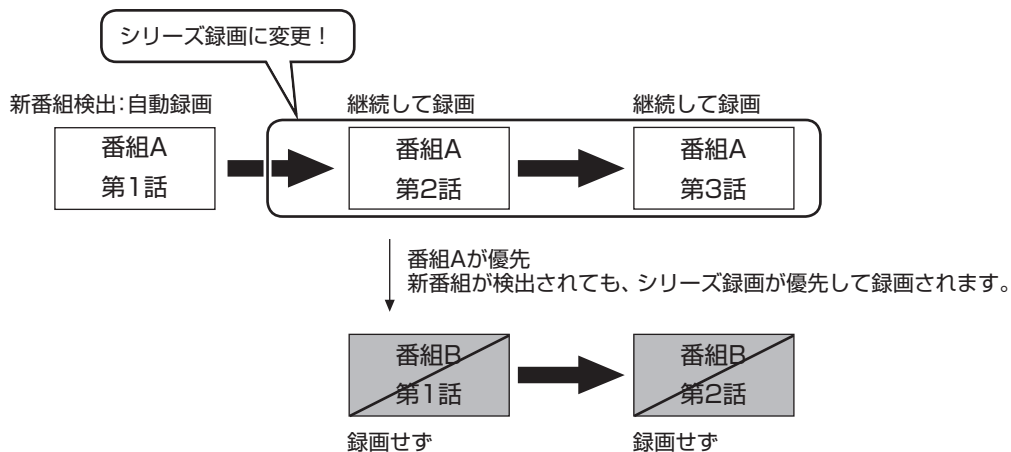 シリーズ録画に変更！
新番組検出：自動録画
継続して録画
継続して録画
番組A
第1話
番組A
第2話
番組A
第3話
番組Aが優先
新番組が検出されても、シリーズ録画が優先して録画されます。
番組B
第1話
番組B
第2話
録画せず
録画せず